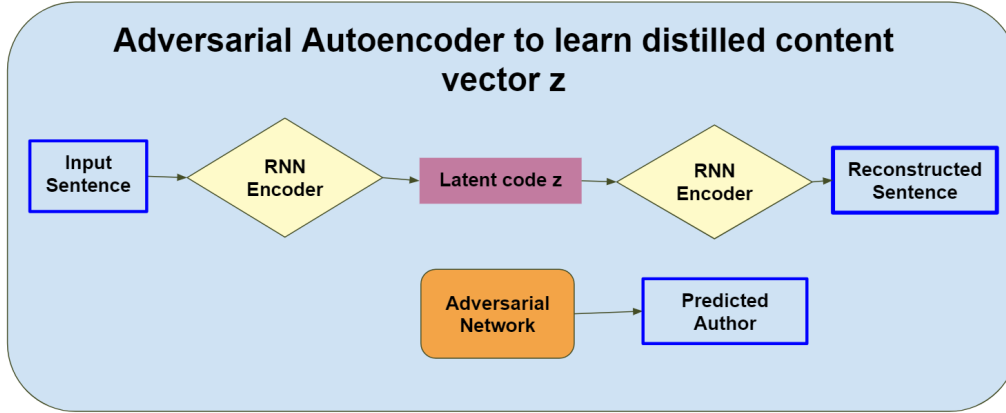 Adversarial Autoencoder to learn distilled content
vector z
Input
Sentence
RNN
Encoder
Latent code z
RNN
Encoder
Reconstructed
Sentence
Adversarial
Network
Predicted
Author